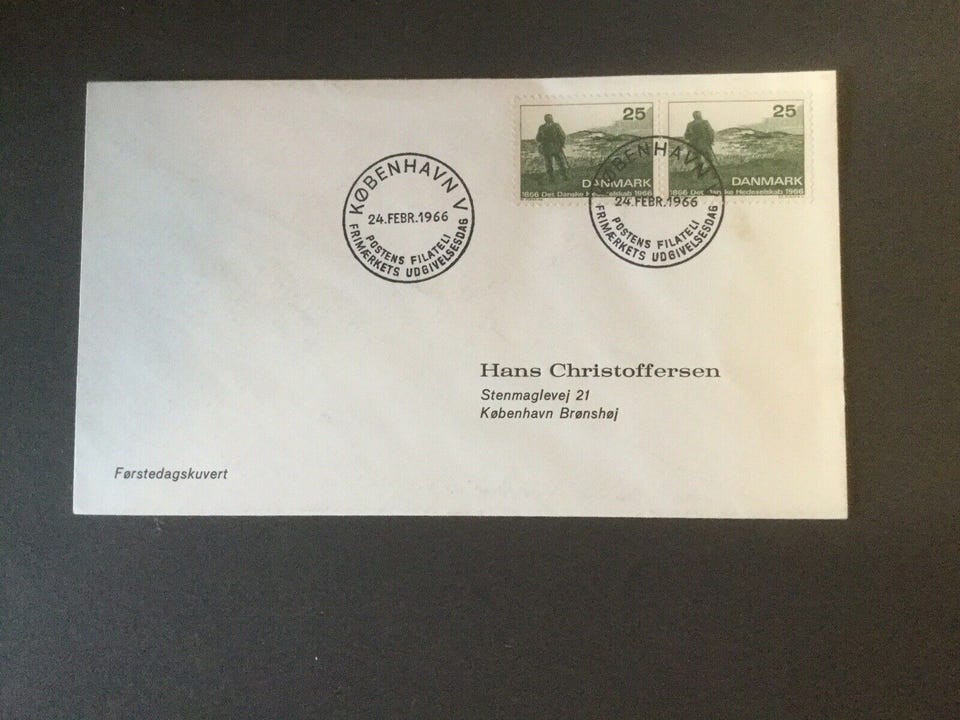 25
DANMARK
1866 Det Danske Hedeselskab 1966
25
DANMARK
1866 Det Danske Hedeselskab 1966
KØBENHAVN V
24.FEBR.1966
POSTENS FILATELI
FRIMÆRKETS UDGIVELSESDAG
KØBENHAVN V
24.FEBR.1966
POSTENS FILATELI
FRIMÆRKETS UDGIVELSESDAG
Hans Christoffersen
Stenmaglevej 21
København Brønshøj
Førstedagskuvert